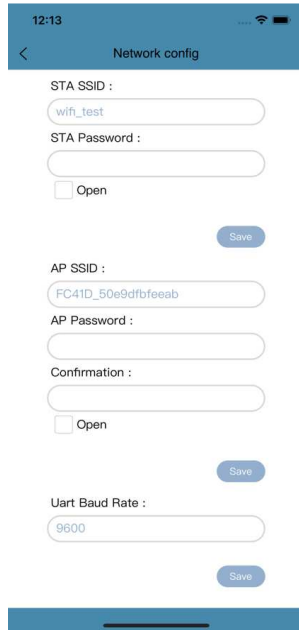 12:13
Network config
STA SSID :
wifi_test
STA Password :
Open
Save
AP SSID :
FC41D_50e9dfbfeeab
AP Password :
Confirmation :
Open
Save
Uart Baud Rate :
9600
Save